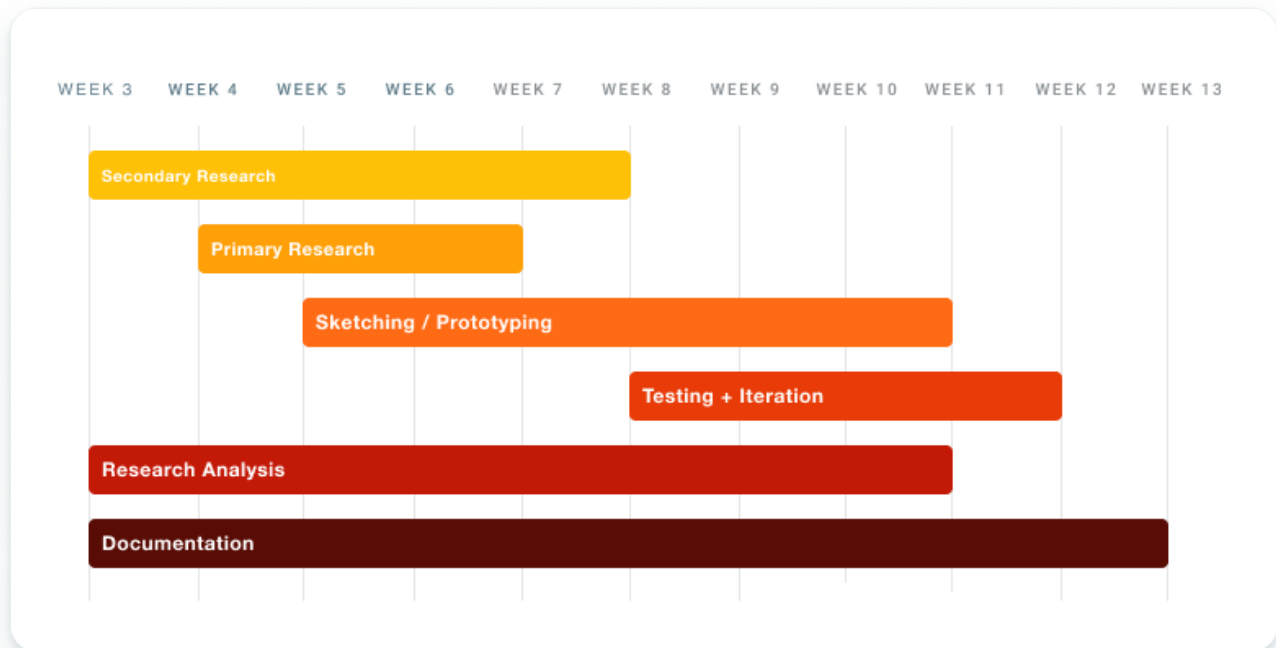 WEEK 3 WEEK 4 WEEK 5 WEEK 6 WEEK 7 WEEK 8 WEEK 9 WEEK 10 WEEK 11 WEEK 12 WEEK 13
Secondary Research
Primary Research
Sketching / Prototyping
Testing + Iteration
Research Analysis
Documentation